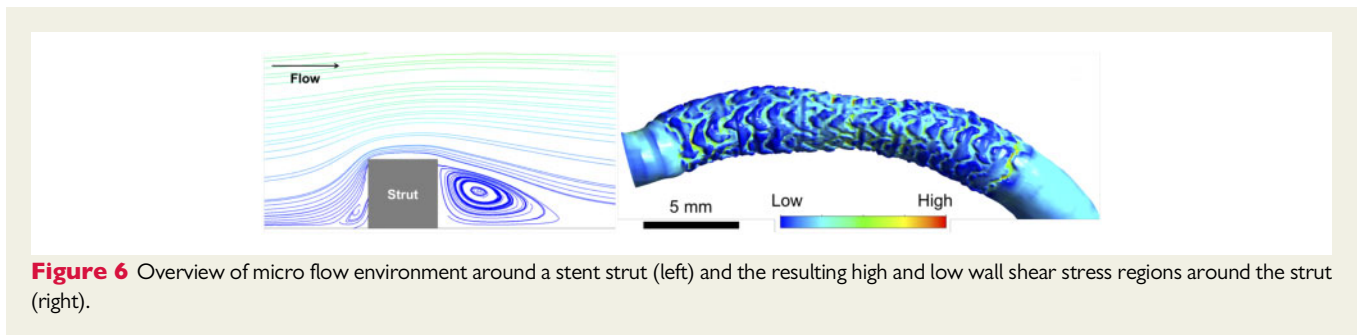 Flow
Strut
5 mm
Low
High
Figure 6 Overview of micro flow environment around a stent strut (left) and the resulting high and low wall shear stress regions around the strut
(right).